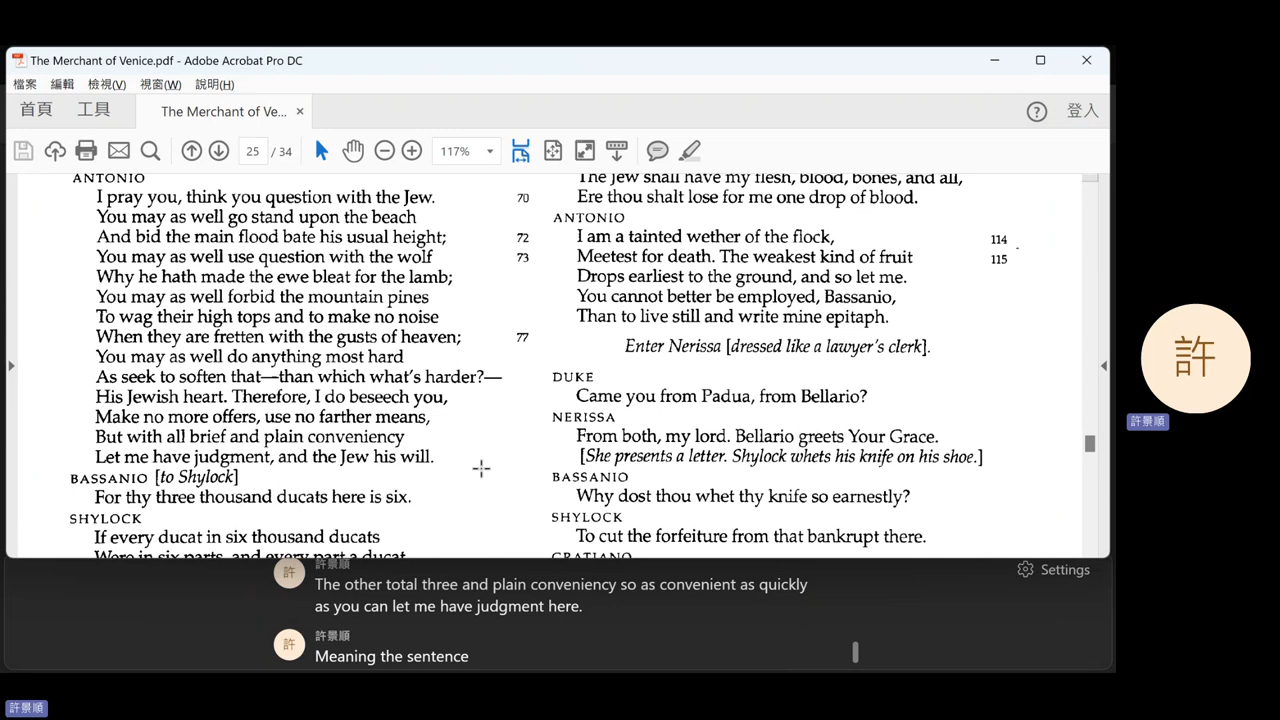 The Merchant of Venice.pdf - Adobe Acrobat Pro DC
檔案 編輯 檢視(V) 視窗(W) 說明(H)
首頁 工具 The Merchant of Ve... × 登入
25 / 34 117%
ANTONIO
I pray you, think you question with the Jew. 70
You may as well go stand upon the beach
And bid the main flood bate his usual height; 72
You may as well use question with the wolf 73
Why he hath made the ewe bleat for the lamb;
You may as well forbid the mountain pines
To wag their high tops and to make no noise
When they are fretten with the gusts of heaven; 77
You may as well do anything most hard
As seek to soften that—than which what's harder?—
His Jewish heart. Therefore, I do beseech you,
Make no more offers, use no farther means,
But with all brief and plain conveniency
Let me have judgment, and the Jew his will.
BASSANIO [to Shylock]
For thy three thousand ducats here is six.
SHYLOCK
If every ducat in six thousand ducats
Were in six parts, and every part a ducat
The Jew shall have my flesh, blood, bones, and all,
Ere thou shalt lose for me one drop of blood.
ANTONIO
I am a tainted wether of the flock, 114
Meetest for death. The weakest kind of fruit 115
Drops earliest to the ground, and so let me.
You cannot better be employed, Bassanio,
Than to live still and write mine epitaph.
Enter Nerissa [dressed like a lawyer's clerk].
DUKE
Came you from Padua, from Bellario?
NERISSA
From both, my lord. Bellario greets Your Grace.
[She presents a letter. Shylock whets his knife on his shoe.]
BASSANIO
Why dost thou whet thy knife so earnestly?
SHYLOCK
To cut the forfeiture from that bankrupt there.
GRATIANO
許
許景順
許 許景順
The other total three and plain conveniency so as convenient as quickly
as you can let me have judgment here.
Settings
許 許景順
Meaning the sentence
許景順